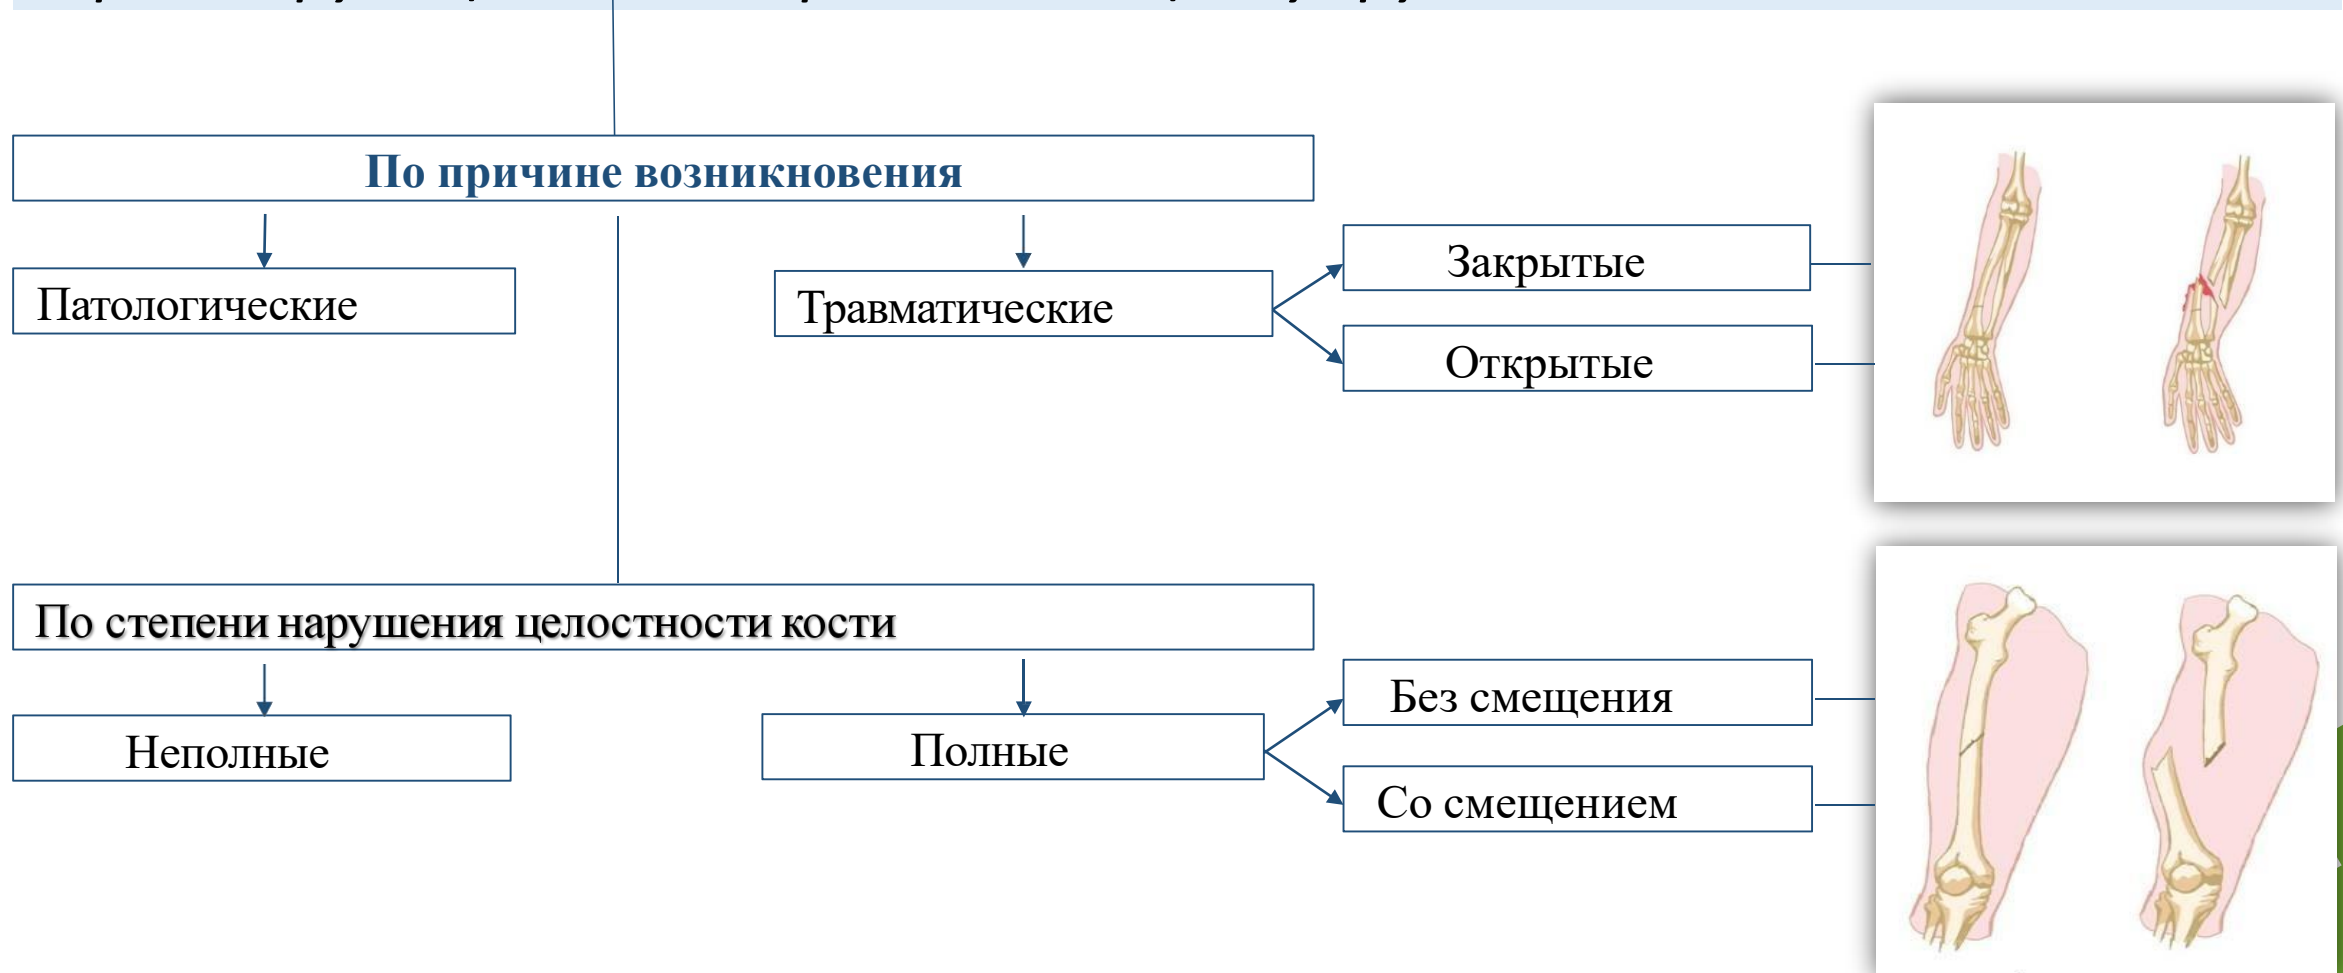 По причине возникновения
Патологические
Травматические
Закрытые
Открытые
По степени нарушения целостности кости
Неполные
Полные
Без смещения
Со смещением